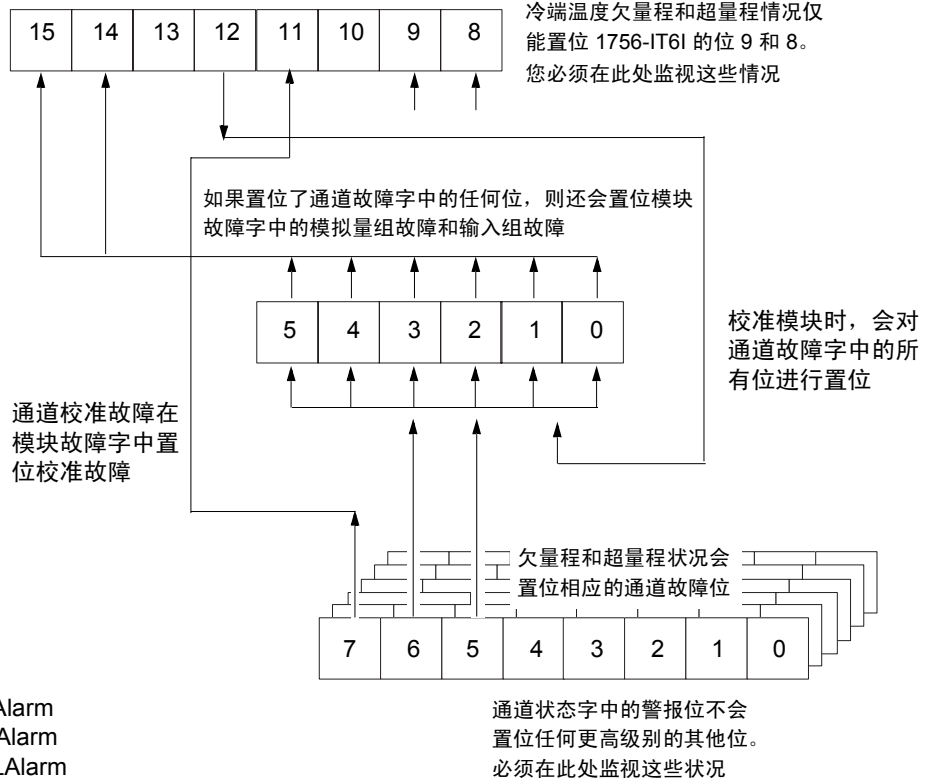 冷端温度欠量程和超量程情况仅
能置位 1756-IT6I 的位 9 和 8。
您必须在此处监视这些情况
15 14 13 12 11 10 9 8
如果置位了通道故障字中的任何位，则还会置位模块
故障字中的模拟量组故障和输入组故障
5 4 3 2 1 0
校准模块时，会对
通道故障字中的所
有位进行置位
通道校准故障在
模块故障字中置
位校准故障
欠量程和超量程状况会
置位相应的通道故障位
7 6 5 4 3 2 1 0
Alarm
Alarm
LAlarm
通道状态字中的警报位不会
置位任何更高级别的其他位。
必须在此处监视这些状况